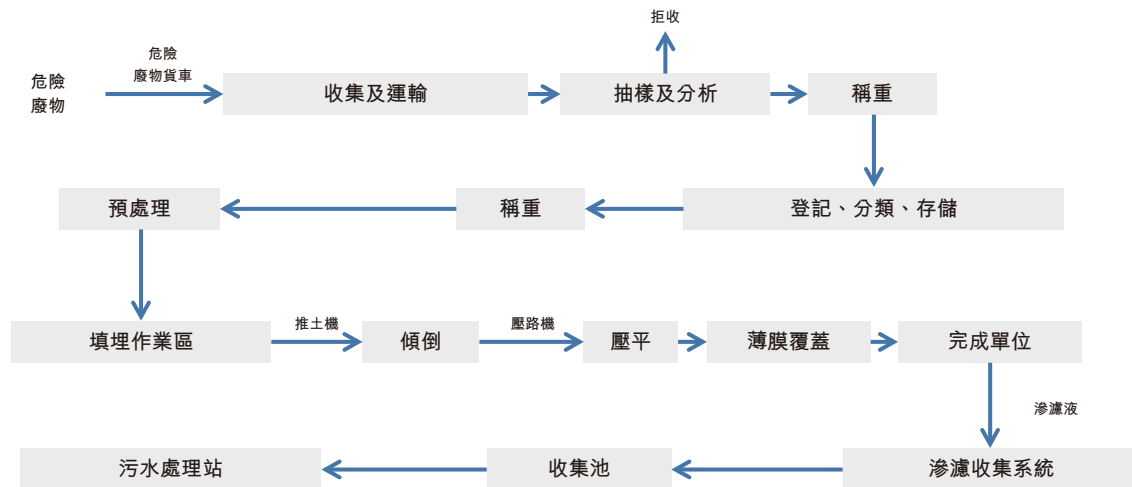 拒收
危險
廢物貨車
危險
廢物
收集及運輸
抽樣及分析
稱重
預處理
稱重
登記、分類、存儲
推土機
壓路機
填埋作業區
傾倒
壓平
薄膜覆蓋
完成單位
滲濾液
污水處理站
收集池
滲濾收集系統